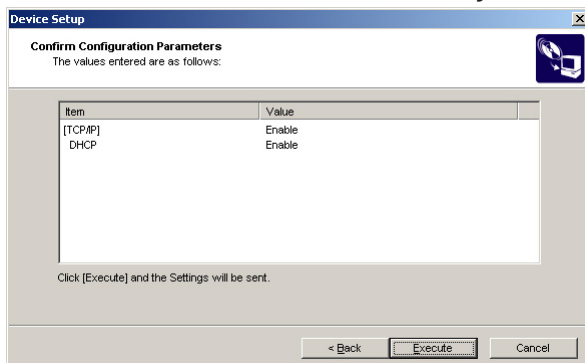 Device Setup
Confirm Configuration Parameters
The values entered are as follows:
Item Value
[TCP/IP] Enable
DHCP Enable
Click [Execute] and the Settings will be sent.
< Back Execute Cancel